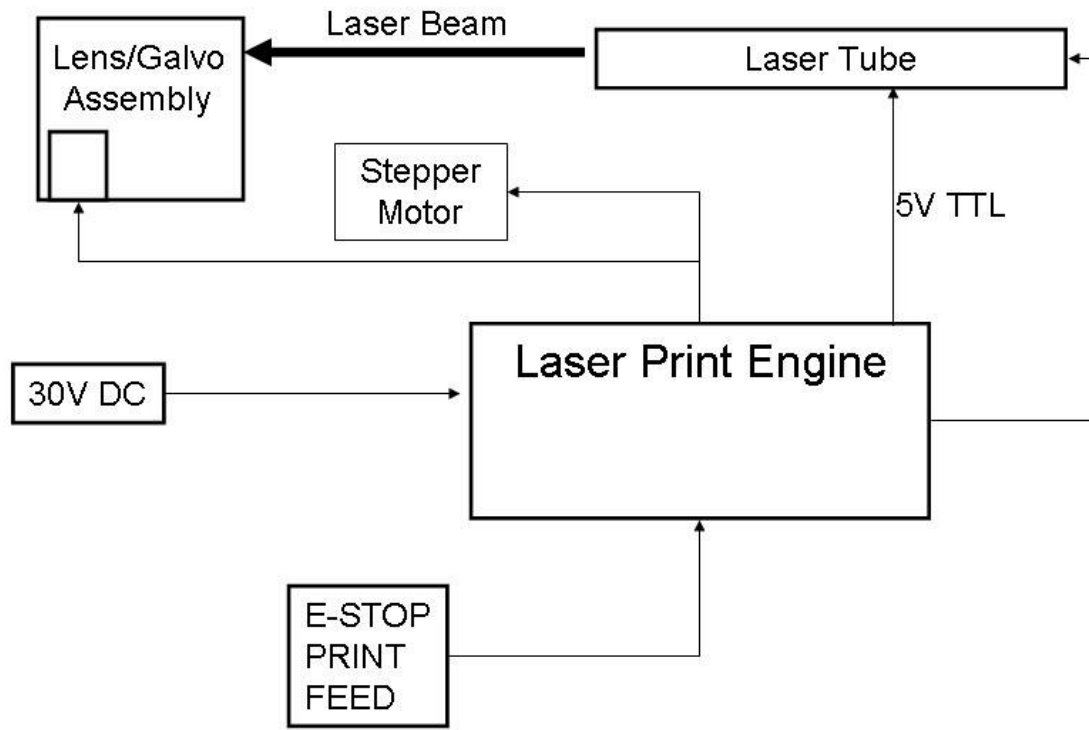 Laser Beam
Lens/Galvo
Assembly
Laser Tube
Stepper
Motor
5V TTL
Laser Print Engine
30V DC
E-STOP
PRINT
FEED